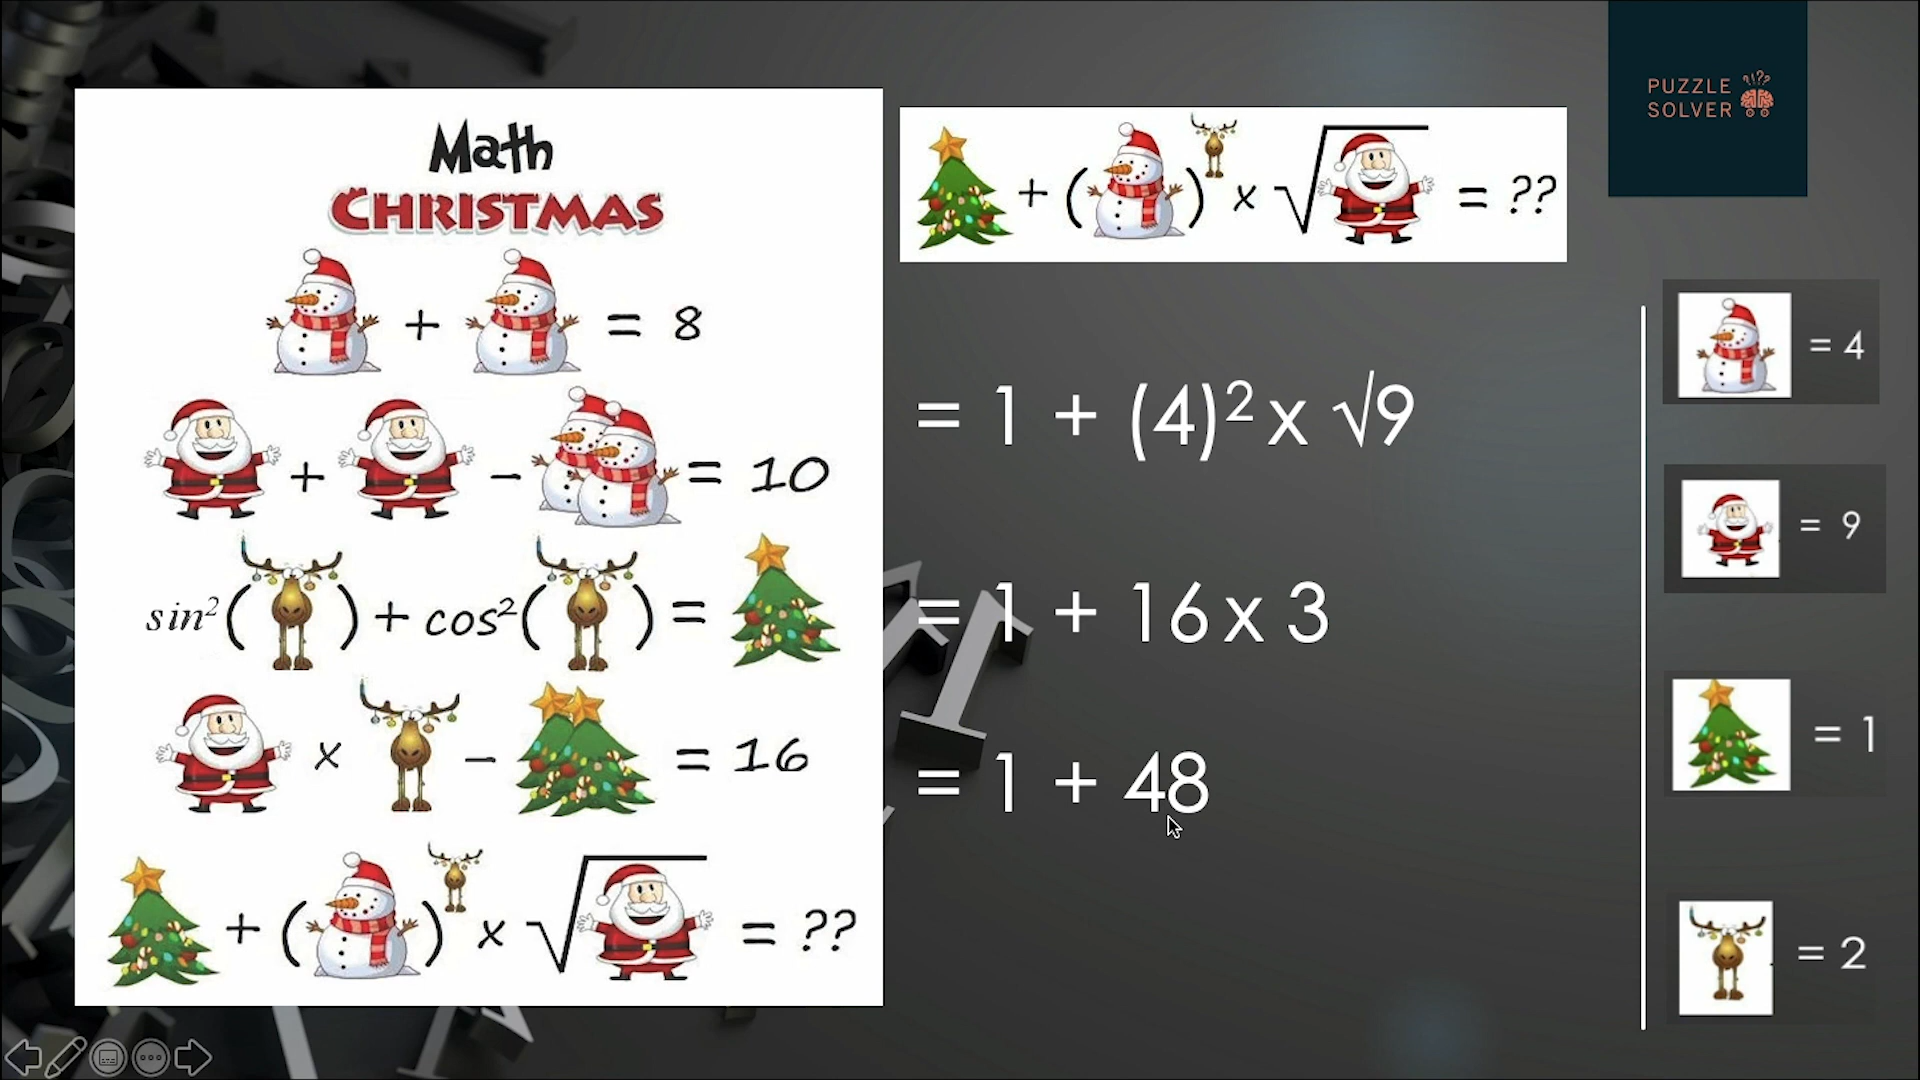 Math
CHRISTMAS
+ = 8
+ - = 10
sin²( ) + cos²( ) =
x - = 16
+ ( ) x √ = ??
+ ( ) x √ = ??
= 1 + (4)² x √9
= 1 + 16 x 3
= 1 + 48
PUZZLE
SOLVER
= 4
= 9
= 1
= 2